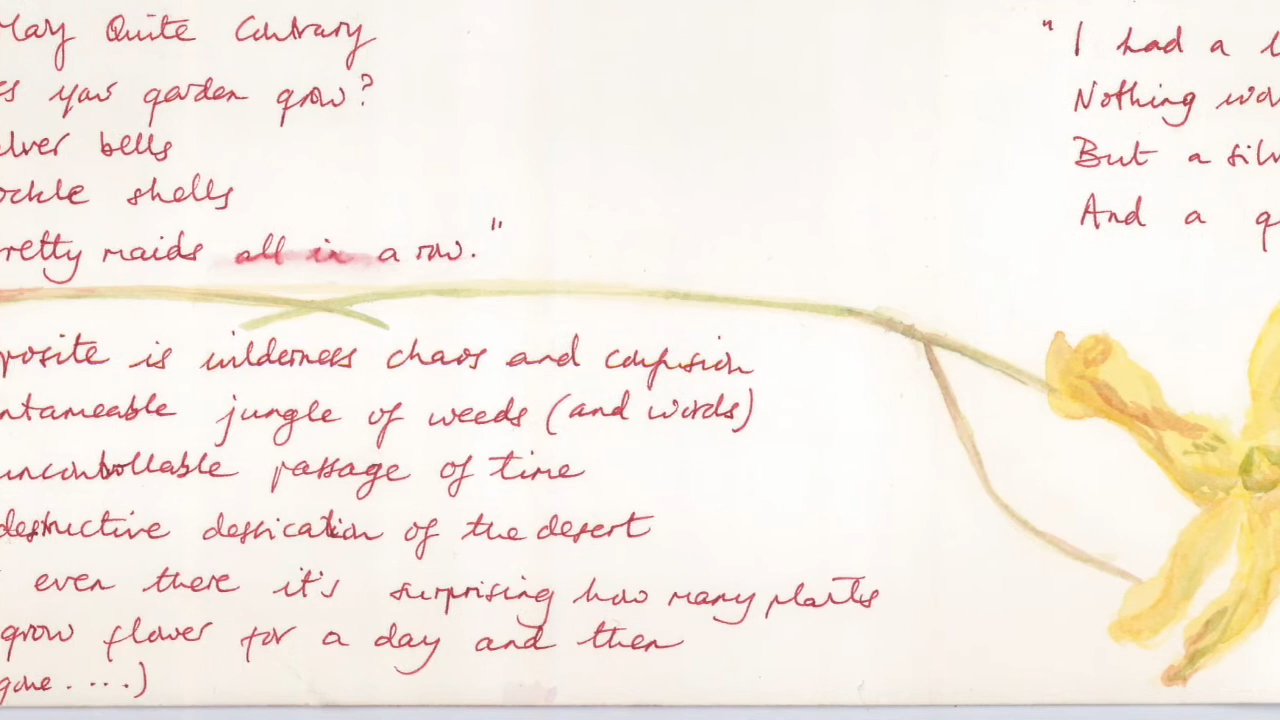 Mary Quite Contrary
s your garden grow?
lver bells
ockle shells
retty maids all in a row."
posite is wilderness chaos and confusion
ntameable jungle of weeds (and words)
uncontrollable passage of time
destructive dessication of the desert
even there it's surprising how many plants
grow flower for a day and then
gone....)
"I had a l
Nothing wou
But a silv
And a g